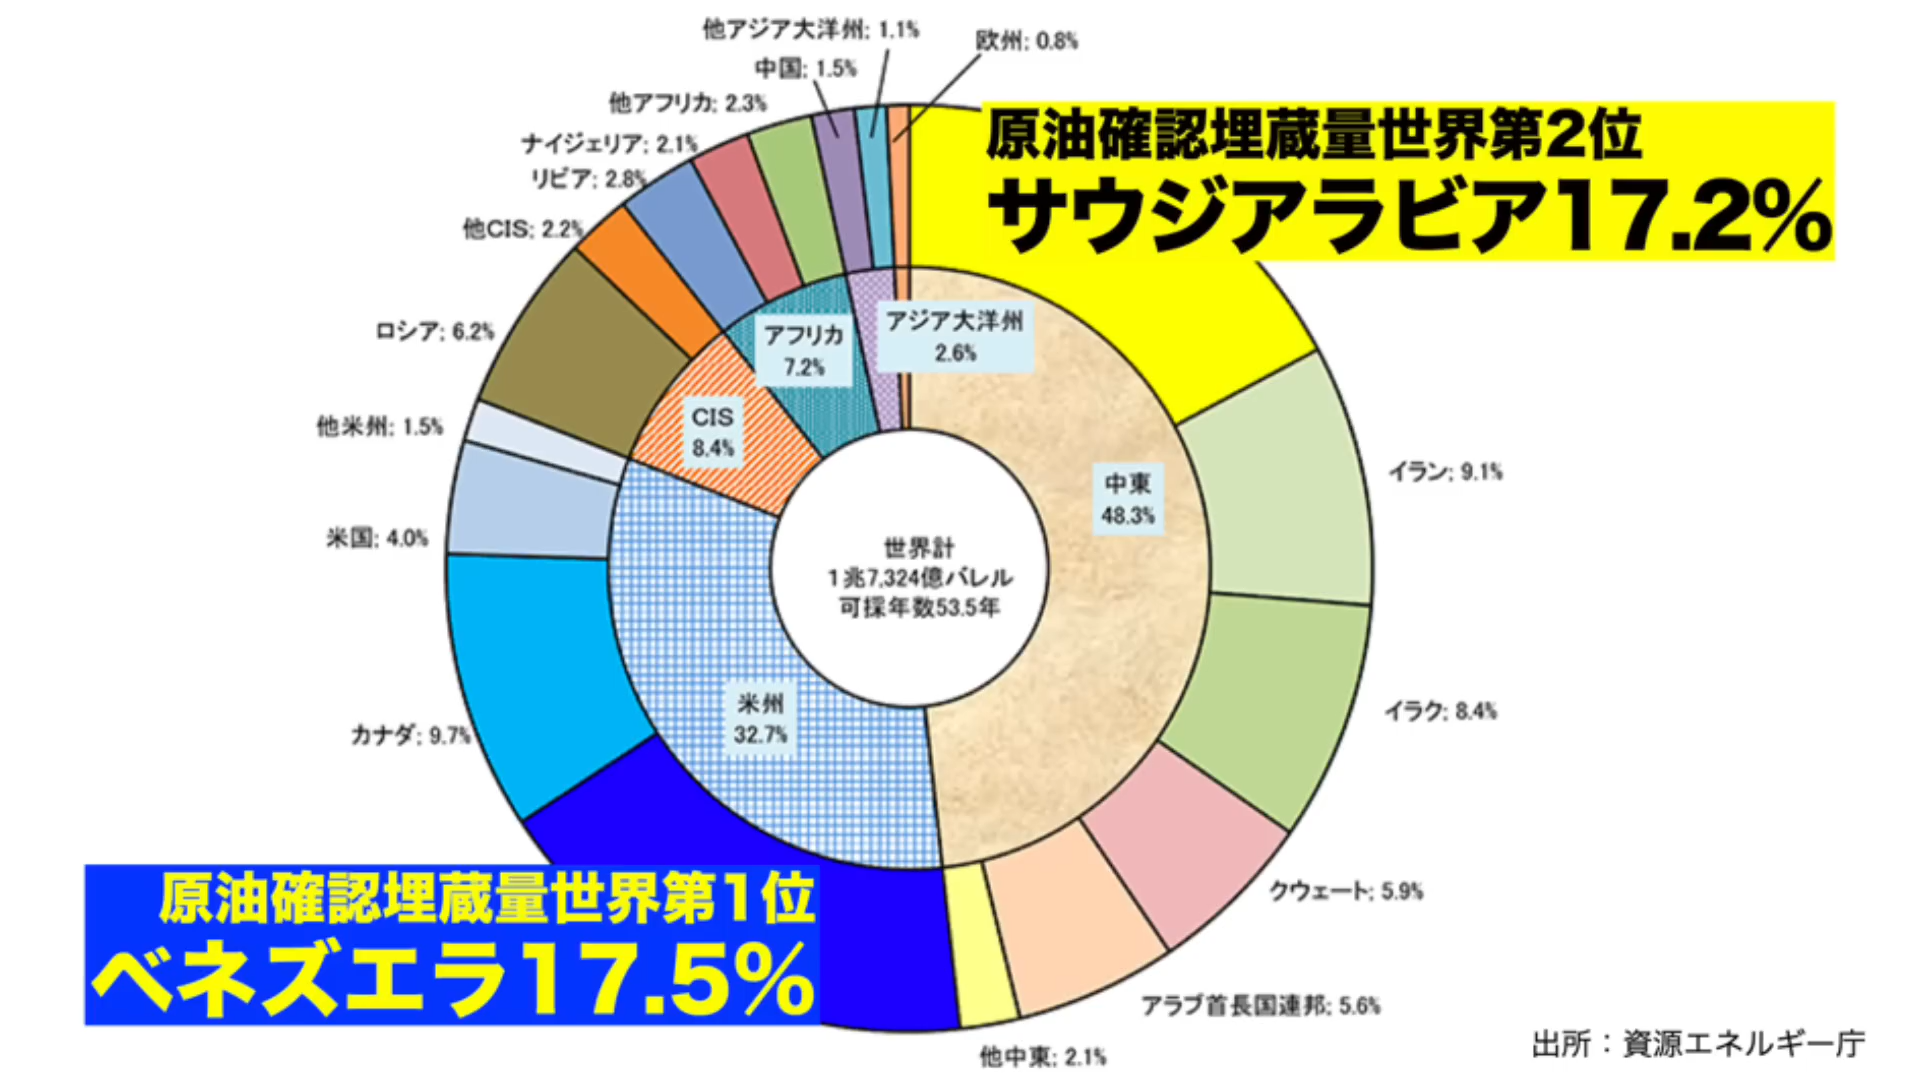 他アジア大洋州; 1.1%
欧州; 0.8%
中国; 1.5%
他アフリカ; 2.3%
ナイジェリア; 2.1%
リビア; 2.8%
他CIS; 2.2%
ロシア; 6.2%
他米州; 1.5%
米国; 4.0%
カナダ; 9.7%
原油確認埋蔵量世界第2位
サウジアラビア17.2%
イラン; 9.1%
イラク; 8.4%
クウェート; 5.9%
アラブ首長国連邦; 5.6%
他中東; 2.1%
アジア大洋州
2.6%
アフリカ
7.2%
CIS
8.4%
中東
48.3%
米州
32.7%
世界計
1兆7,324億バレル
可採年数53.5年
原油確認埋蔵量世界第1位
ベネズエラ17.5%
出所：資源エネルギー庁